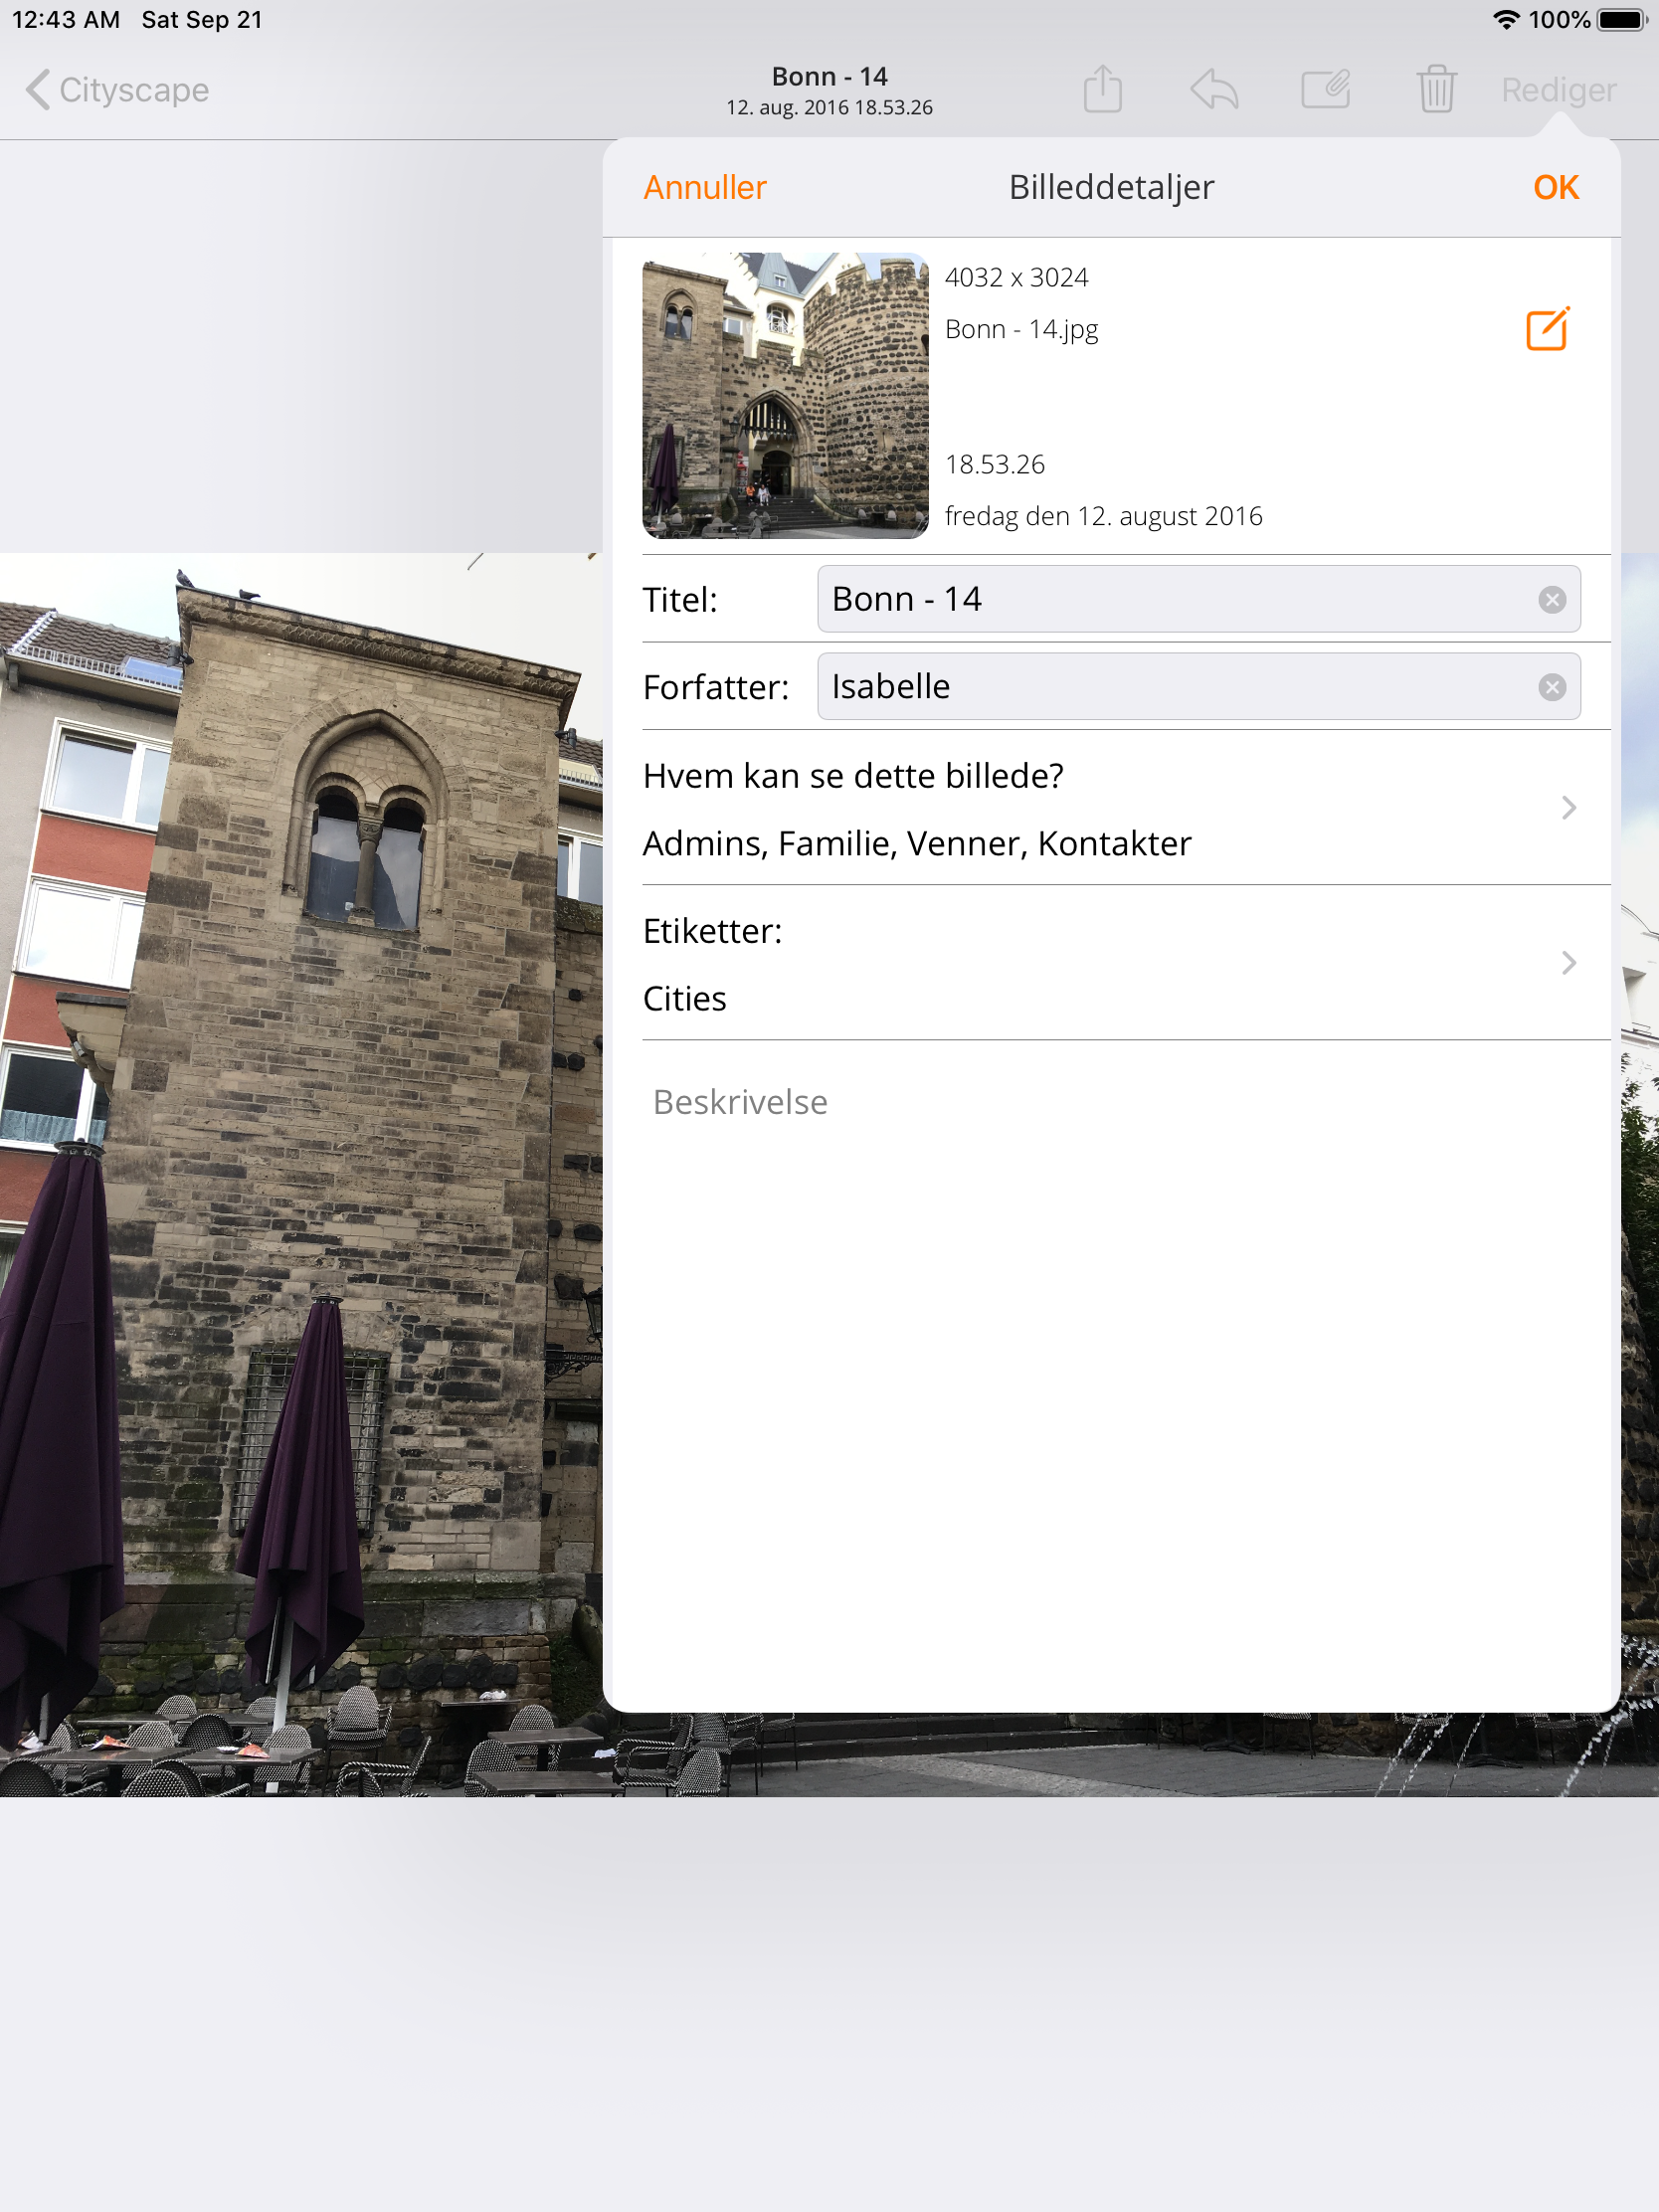 12:43 AM Sat Sep 21
100%
Cityscape
Bonn - 14
12. aug. 2016 18.53.26
Rediger
Annuller
Billeddetaljer
OK
4032 x 3024
Bonn - 14.jpg
18.53.26
fredag den 12. august 2016
Titel:
Bonn - 14
Forfatter:
Isabelle
Hvem kan se dette billede?
Admins, Familie, Venner, Kontakter
Etiketter:
Cities
Beskrivelse